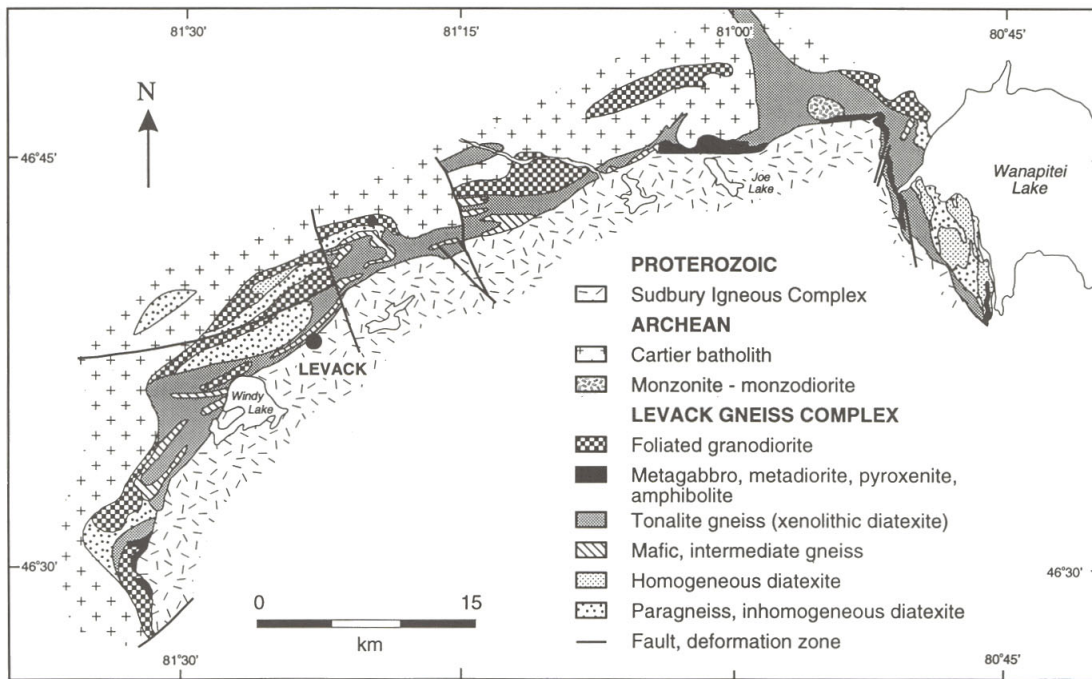 81°30'
81°15'
81°00'
80°45'
N
46°45'
Joe
Lake
Wanapitei
Lake
LEVACK
Windy
Lake
PROTEROZOIC
Sudbury Igneous Complex
ARCHEAN
Cartier batholith
Monzonite - monzodiorite
LEVACK GNEISS COMPLEX
Foliated granodiorite
Metagabbro, metadiorite, pyroxenite,
amphibolite
Tonalite gneiss (xenolithic diatexite)
Mafic, intermediate gneiss
Homogeneous diatexite
Paragneiss, inhomogeneous diatexite
Fault, deformation zone
46°30'
46°30'
0 15
km
81°30'
80°45'